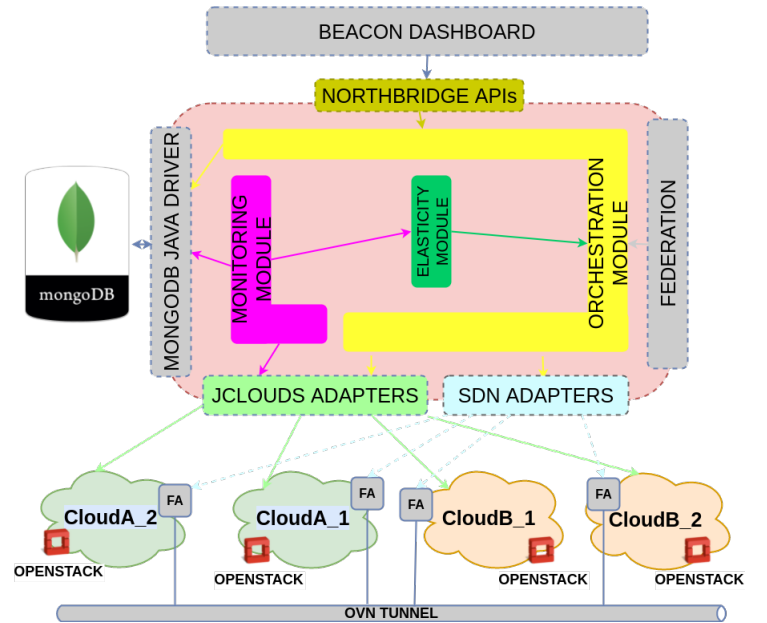 BEACON DASHBOARD
NORTHBRIDGE APIs
MONGODB JAVA DRIVER
MONITORING
MODULE
ELASTICITY
MODULE
ORCHESTRATION
MODULE
FEDERATION
mongoDB
JCLOUDS ADAPTERS
SDN ADAPTERS
FA
FA
FA
FA
CloudA_2
CloudA_1
CloudB_1
CloudB_2
OPENSTACK
OPENSTACK
OPENSTACK
OPENSTACK
OVN TUNNEL